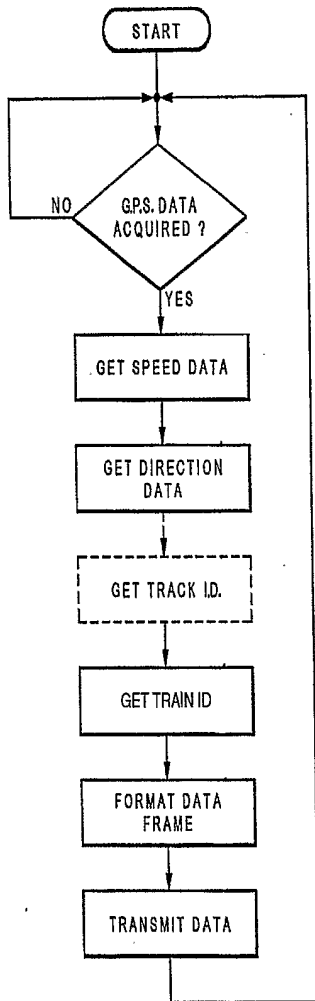 START
G.P.S. DATA
ACQUIRED ?
NO
YES
GET SPEED DATA
GET DIRECTION
DATA
GET TRACK I.D.
GET TRAIN ID
FORMAT DATA
FRAME
TRANSMIT DATA